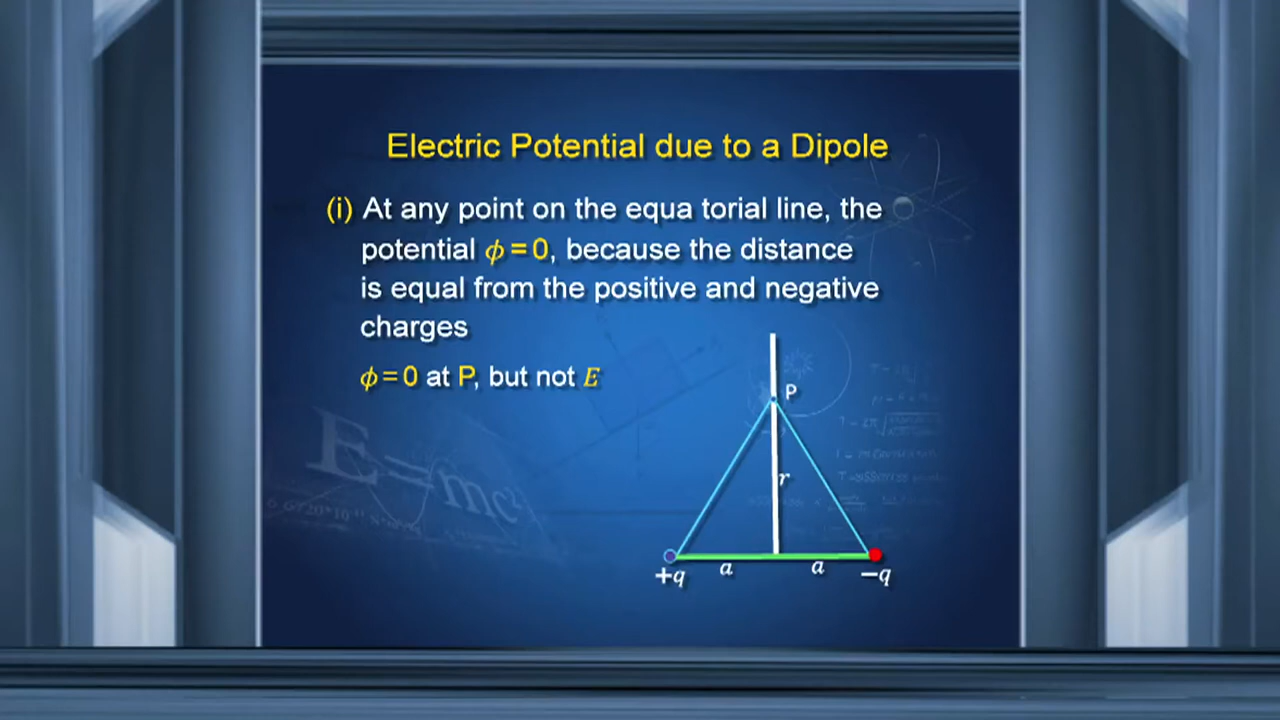 Electric Potential due to a Dipole
(i) At any point on the equa torial line, the
potential ϕ = 0, because the distance
is equal from the positive and negative
charges
ϕ = 0 at P, but not E
P
r
+q a a −q
E=mc²